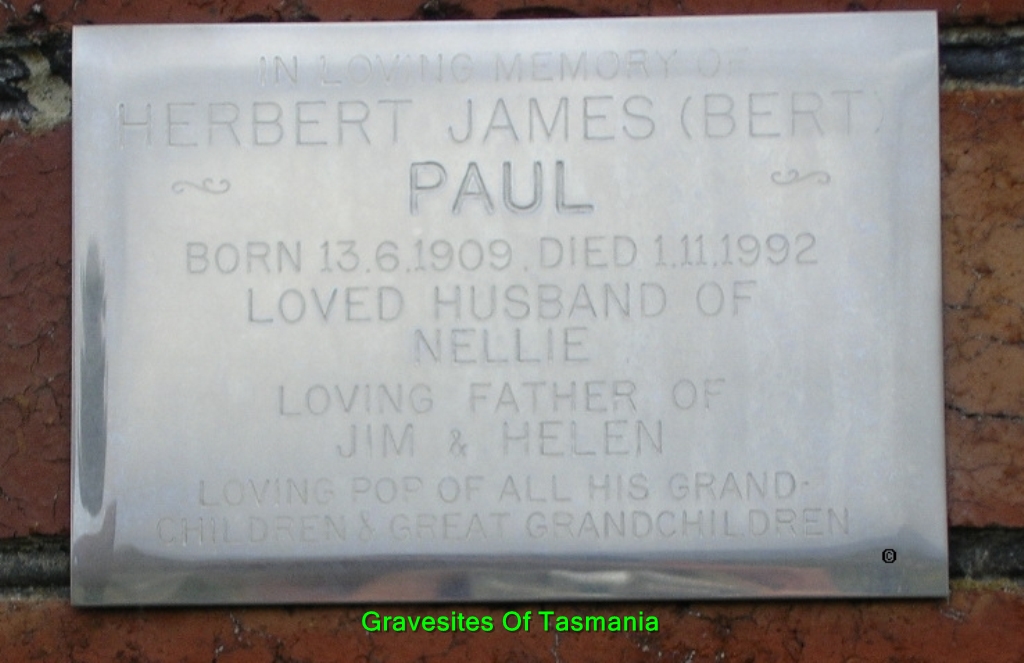 IN LOVING MEMORY OF
HERBERT JAMES (BERT)
PAUL
BORN 13.6.1909. DIED 1.11.1992
LOVED HUSBAND OF
NELLIE
LOVING FATHER OF
JIM & HELEN
LOVING POP OF ALL HIS GRAND-
CHILDREN & GREAT GRANDCHILDREN
©
Gravesites Of Tasmania